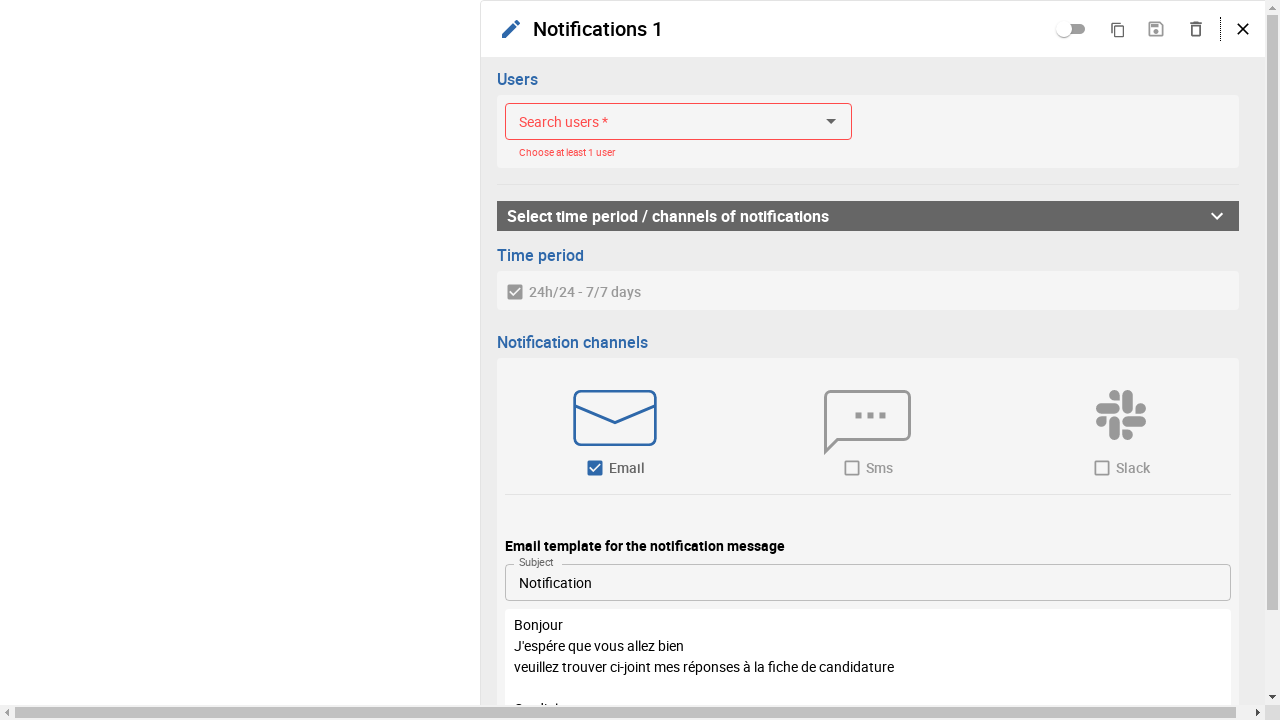 Notifications 1
Users
Search users *
Choose at least 1 user
Select time period / channels of notifications
Time period
24h/24 - 7/7 days
Notification channels
Email
Sms
Slack
Email template for the notification message
Subject
Notification
Bonjour
J'espére que vous allez bien
veuillez trouver ci-joint mes réponses à la fiche de candidature